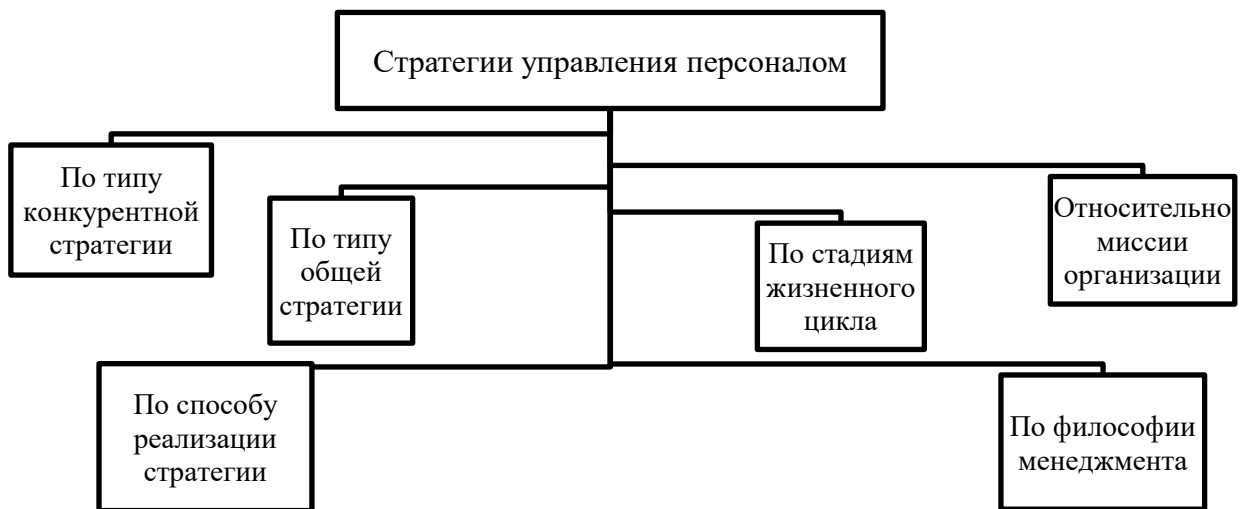 Стратегии управления персоналом
По типу
конкурентной
стратегии
По типу
общей
стратегии
По стадиям
жизненного
цикла
Относительно
миссии
организации
По способу
реализации
стратегии
По философии
менеджмента